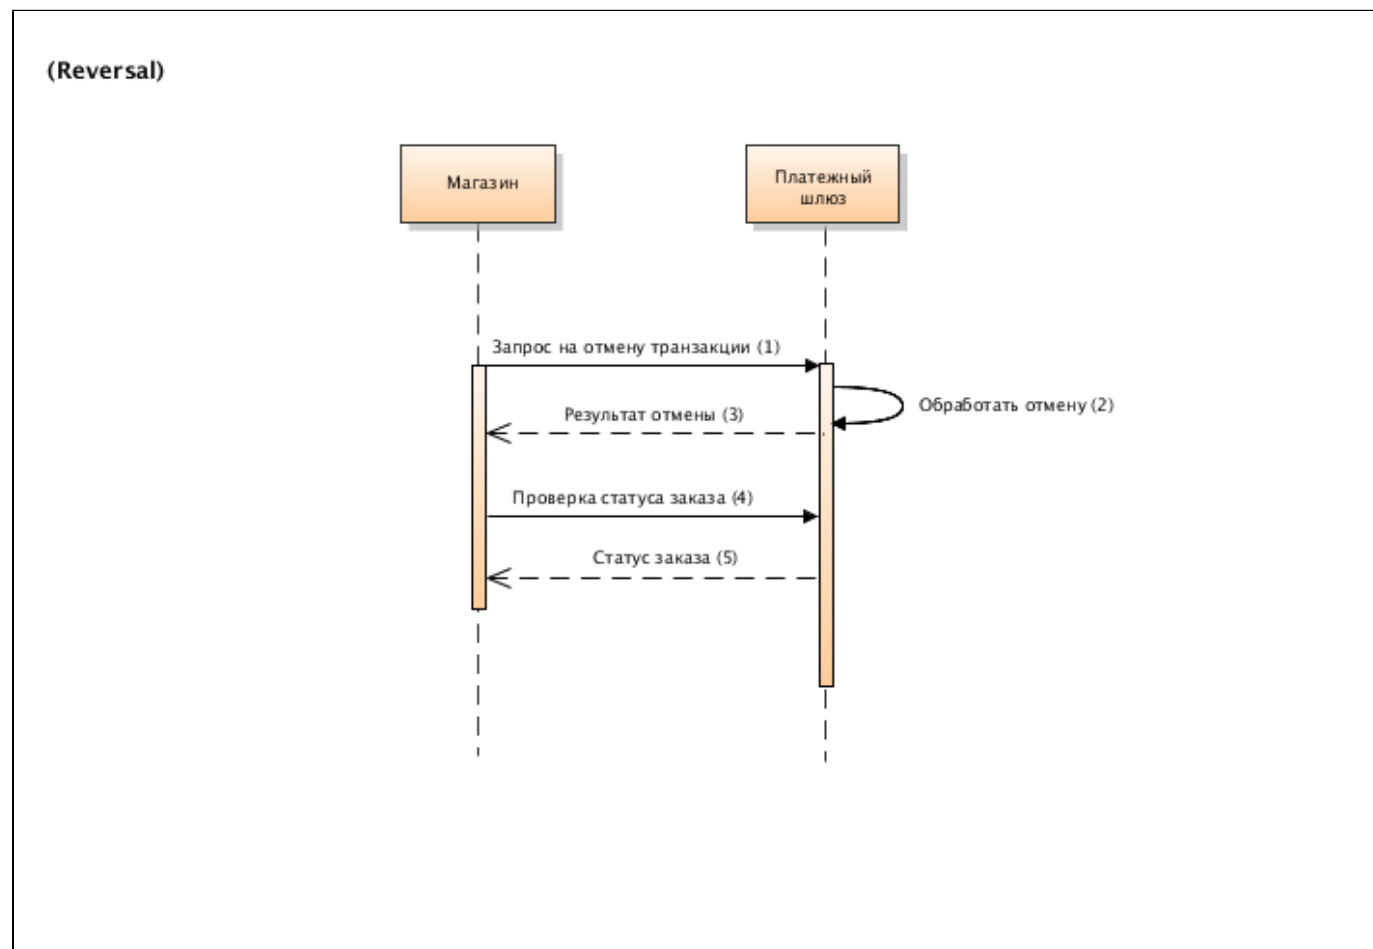 (Reversal)
Магазин
Платежный
шлюз
Запрос на отмену транзакции (1)
Обработать отмену (2)
Результат отмены (3)
Проверка статуса заказа (4)
Статус заказа (5)